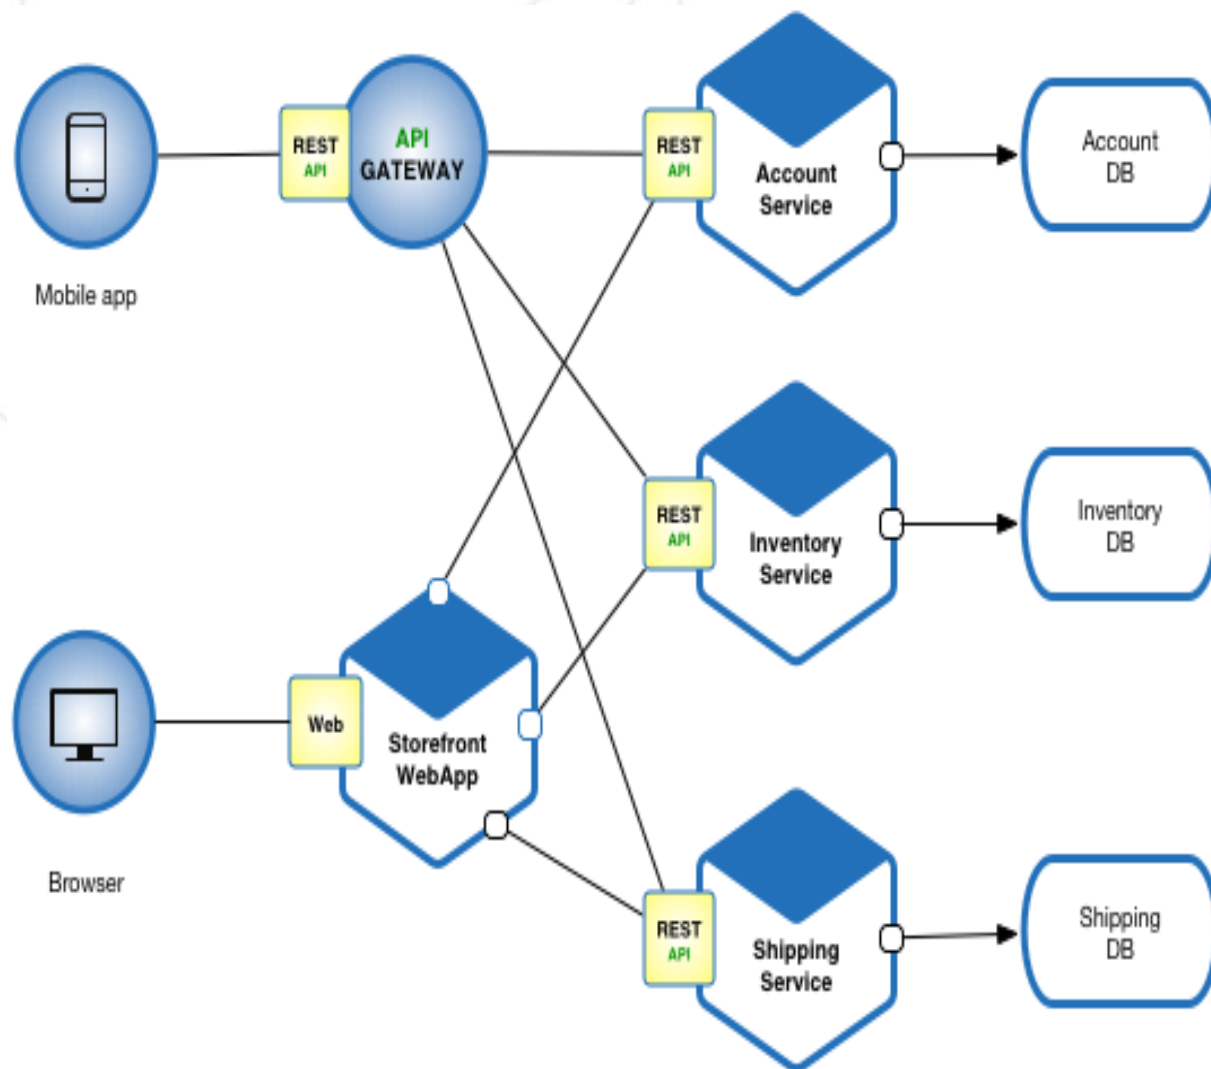 REST
API
API
GATEWAY
REST
API
Account
Service
Account
DB
Mobile app
REST
API
Inventory
Service
Inventory
DB
Web
Storefront
WebApp
Browser
REST
API
Shipping
Service
Shipping
DB